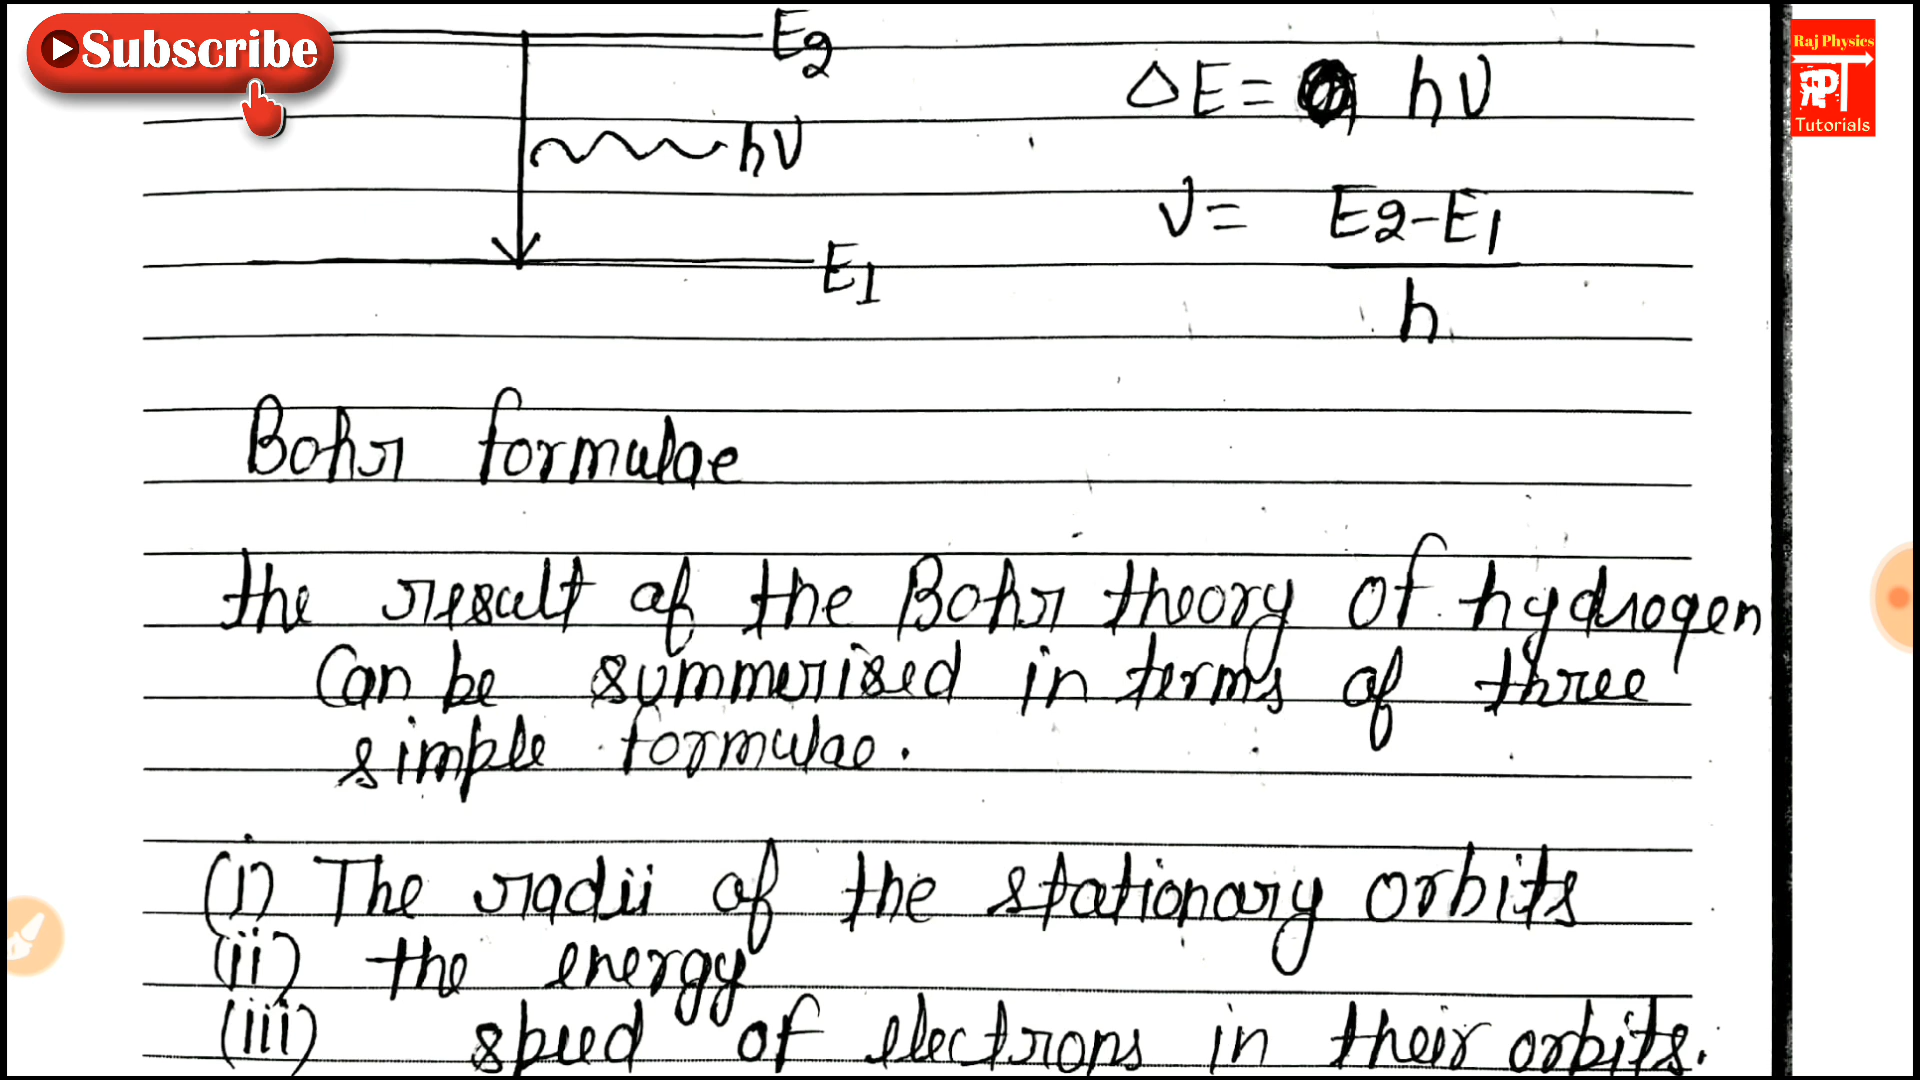 Subscribe
E2
ΔE = hν
Raj Physics
Tutorials
hν
ν = E2-E1
h
E1
Bohr formulae
the result of the Bohr theory of hydrogen
Can be summerised in terms of three
simple formulae.
(i) The radii of the stationary orbits
(ii) the energy
(iii) speed of electrons in their orbits.